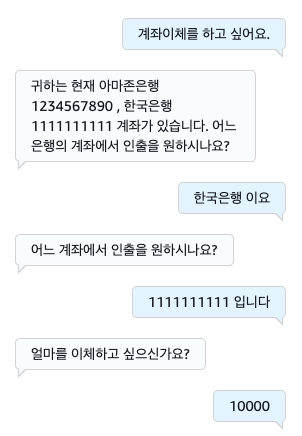 계좌이체를 하고 싶어요.
귀하는 현재 아마존은행
1234567890 , 한국은행
1111111111 계좌가 있습니다. 어느
은행의 계좌에서 인출을 원하시나요?
한국은행 이요
어느 계좌에서 인출을 원하시나요?
1111111111 입니다
얼마를 이체하고 싶으신가요?
10000